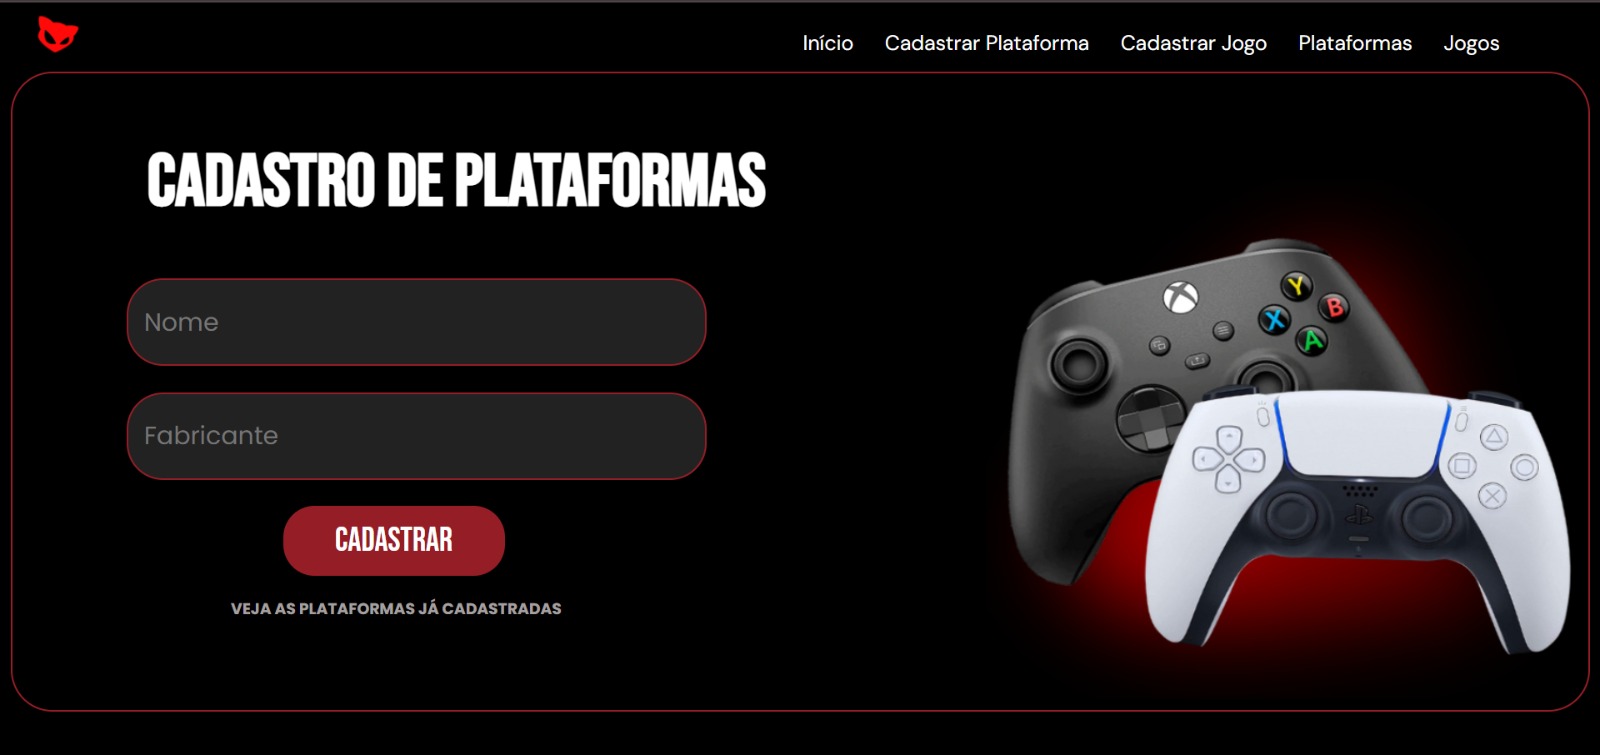 Início Cadastrar Plataforma Cadastrar Jogo Plataformas Jogos
CADASTRO DE PLATAFORMAS
Nome
Fabricante
CADASTRAR
VEJA AS PLATAFORMAS JÁ CADASTRADAS
Y
B
X
A